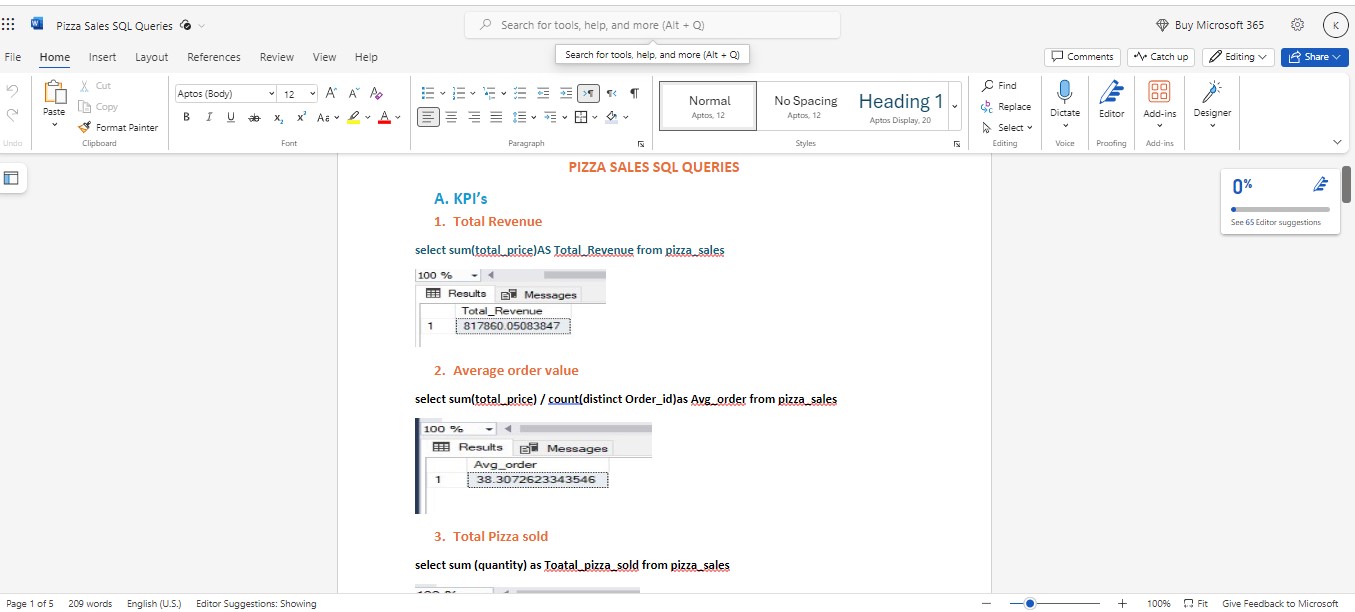 Pizza Sales SQL Queries
Search for tools, help, and more (Alt + Q)
Buy Microsoft 365
K
Search for tools, help, and more (Alt + Q)
File Home Insert Layout References Review View Help
Comments Catch up Editing Share
Paste
Cut
Copy
Format Painter
Undo
Clipboard
Aptos (Body) 12
B I U ab x₂ x² Aa A
Font
Paragraph
Normal
Aptos, 12
No Spacing
Aptos, 12
Heading 1
Aptos Display, 20
Styles
Find
Replace
Select
Editing
Dictate
Voice
Editor
Proofing
Add-ins
Add-ins
Designer
PIZZA SALES SQL QUERIES
A. KPI’s
1. Total Revenue
select sum(total_price)AS Total_Revenue from pizza_sales
100 %
Results Messages
Total_Revenue
1 817860.05083847
2. Average order value
select sum(total_price) / count(distinct Order_id)as Avg_order from pizza_sales
100 %
Results Messages
Avg_order
1 38.3072623343546
3. Total Pizza sold
select sum (quantity) as Toatal_pizza_sold from pizza_sales
0%
See 65 Editor suggestions
Page 1 of 5 209 words English (U.S.) Editor Suggestions: Showing
100% Fit Give Feedback to Microsoft